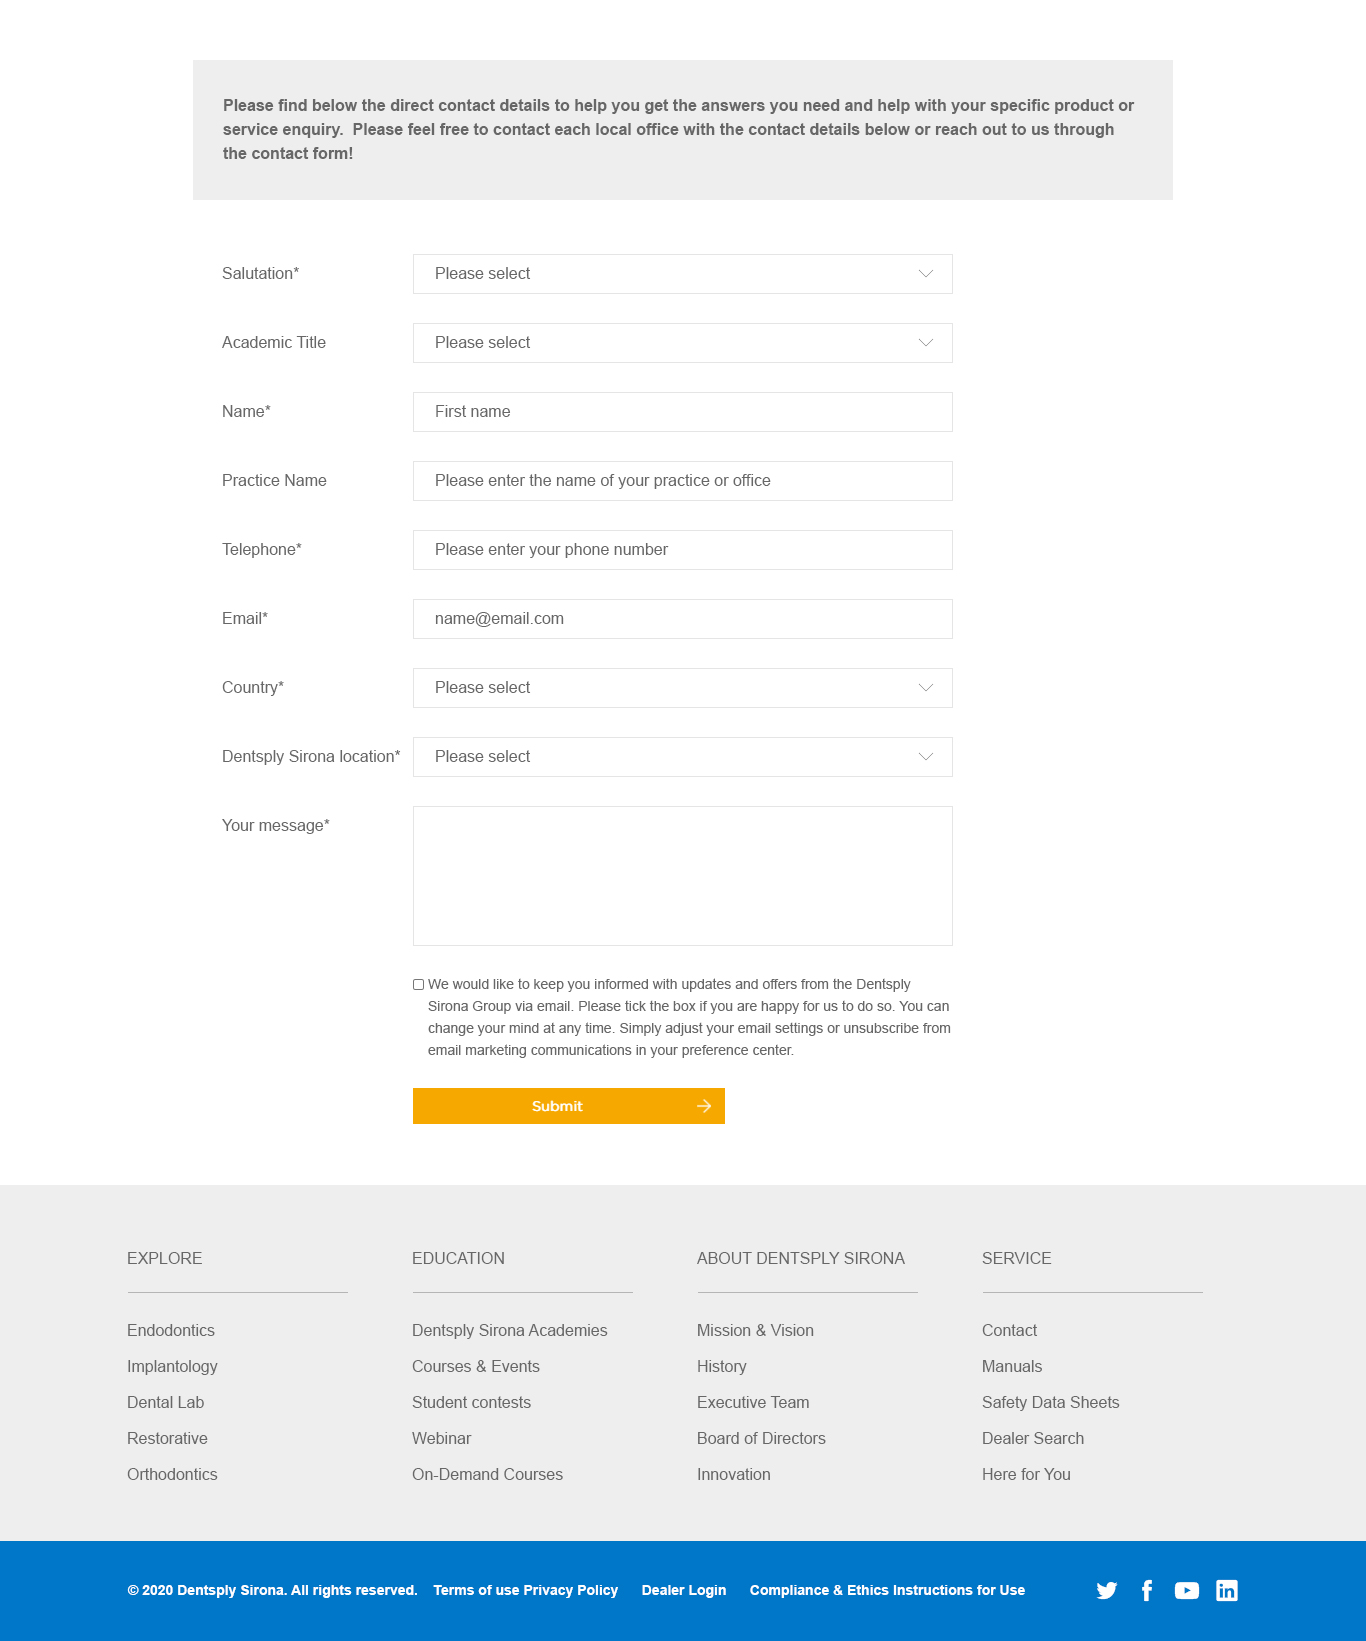 Please find below the direct contact details to help you get the answers you need and help with your specific product or
service enquiry.  Please feel free to contact each local office with the contact details below or reach out to us through
the contact form!
Salutation*
Please select
Academic Title
Please select
Name*
First name
Practice Name
Please enter the name of your practice or office
Telephone*
Please enter your phone number
Email*
name@email.com
Country*
Please select
Dentsply Sirona location*
Please select
Your message*
We would like to keep you informed with updates and offers from the Dentsply
Sirona Group via email. Please tick the box if you are happy for us to do so. You can
change your mind at any time. Simply adjust your email settings or unsubscribe from
email marketing communications in your preference center.
Submit
EXPLORE
Endodontics
Implantology
Dental Lab
Restorative
Orthodontics
EDUCATION
Dentsply Sirona Academies
Courses & Events
Student contests
Webinar
On-Demand Courses
ABOUT DENTSPLY SIRONA
Mission & Vision
History
Executive Team
Board of Directors
Innovation
SERVICE
Contact
Manuals
Safety Data Sheets
Dealer Search
Here for You
© 2020 Dentsply Sirona. All rights reserved. Terms of use Privacy Policy Dealer Login Compliance & Ethics Instructions for Use